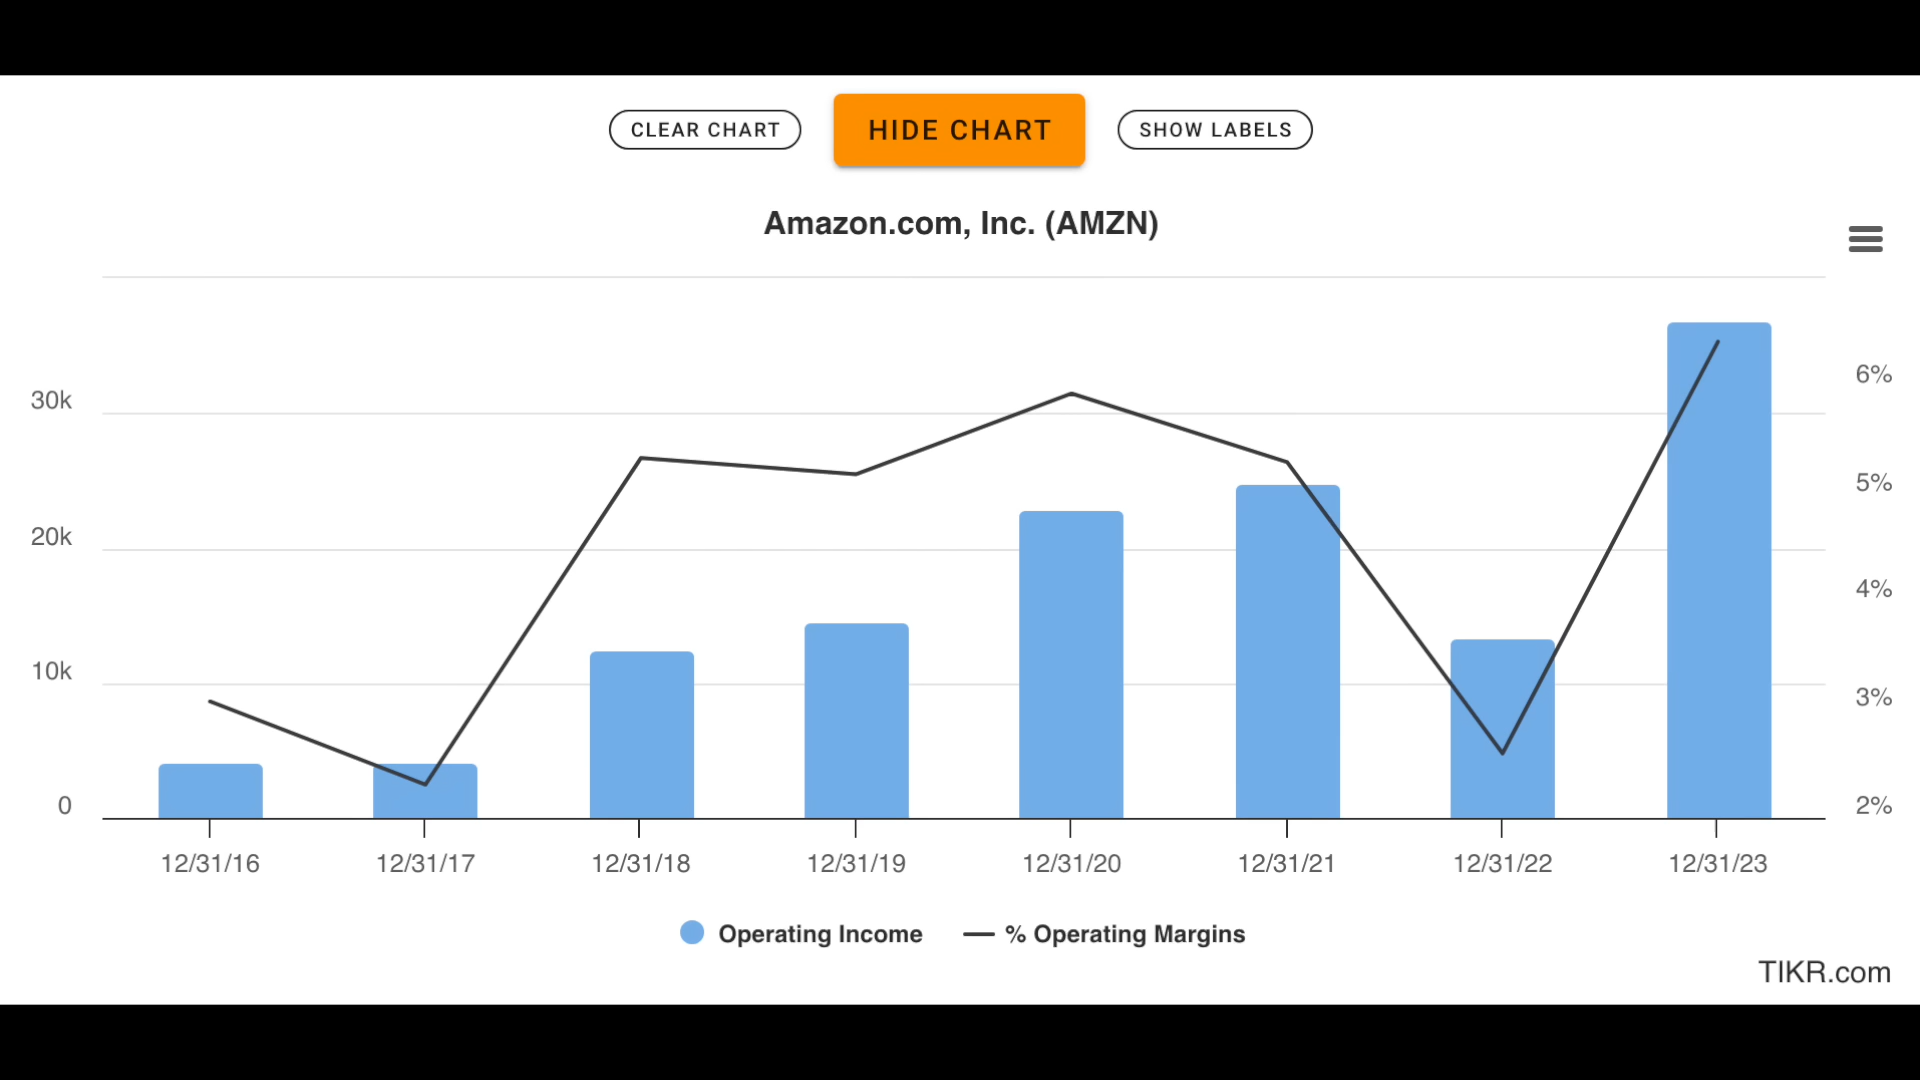 CLEAR CHART
HIDE CHART
SHOW LABELS
Amazon.com, Inc. (AMZN)
30k
20k
10k
0
6%
5%
4%
3%
2%
12/31/16
12/31/17
12/31/18
12/31/19
12/31/20
12/31/21
12/31/22
12/31/23
Operating Income
% Operating Margins
TIKR.com